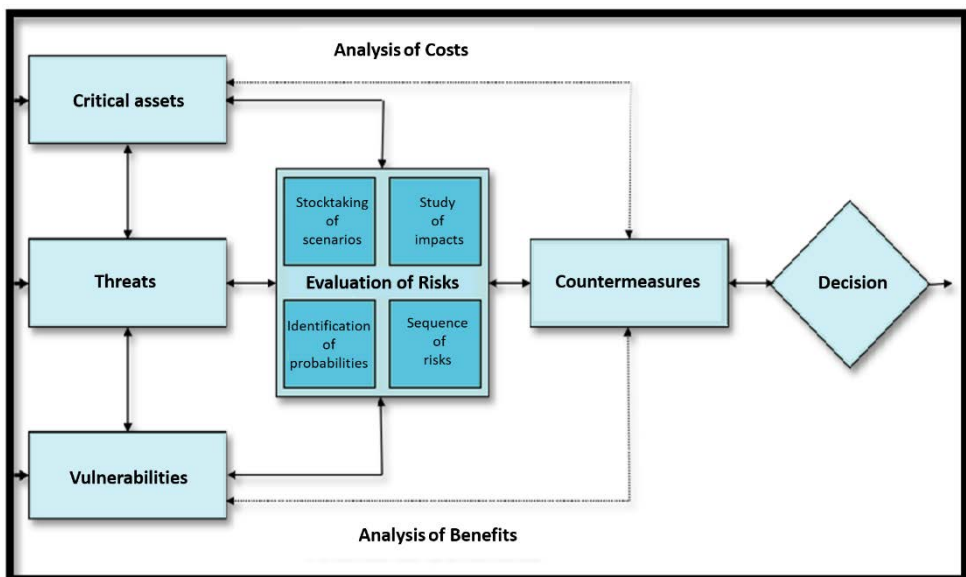 Analysis of Costs
Critical assets
Stocktaking
of
scenarios
Study
of
impacts
Threats
Evaluation of Risks
Countermeasures
Decision
Identification
of
probabilities
Sequence
of
risks
Vulnerabilities
Analysis of Benefits